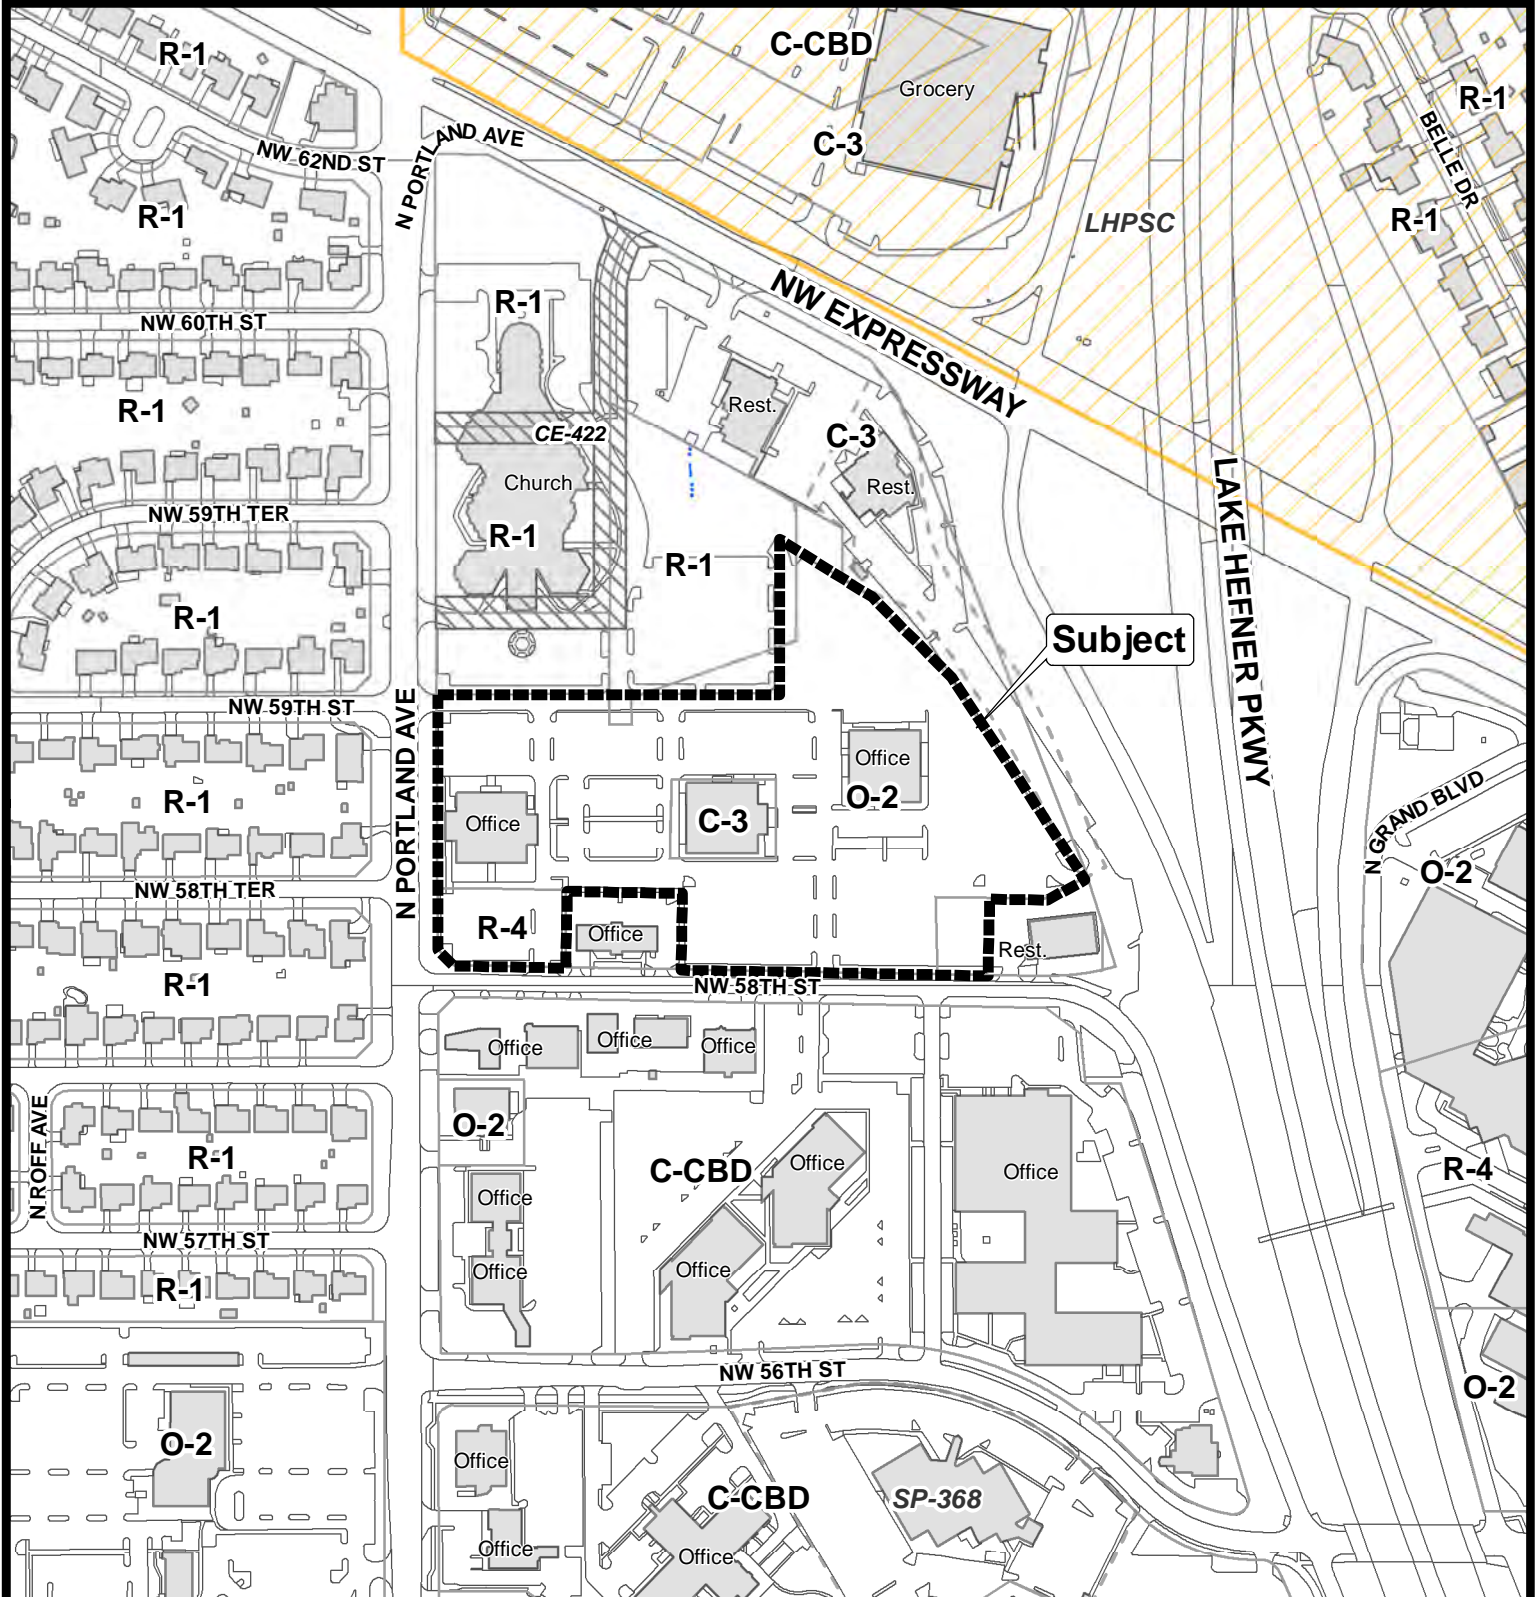 R-1
C-CBD
Grocery
R-1
BELLE DR
N PORTLAND AVE
C-3
NW 62ND ST
R-1
R-1
LHPSC
NW EXPRESSWAY
R-1
NW 60TH ST
R-1
Rest.
CE-422
C-3
Church
Rest.
LAKE HEFNER PKWY
NW 59TH TER
R-1
R-1
R-1
Subject
NW 59TH ST
N PORTLAND AVE
Office
O-2
R-1
Office
C-3
N GRAND BLVD
O-2
NW 58TH TER
R-4
Office
Rest.
R-1
NW 58TH ST
Office
Office
Office
O-2
N ROFF AVE
R-1
C-CBD
Office
Office
R-4
Office
NW 57TH ST
Office
Office
R-1
NW 56TH ST
O-2
O-2
Office
C-CBD
SP-368
Office
Office